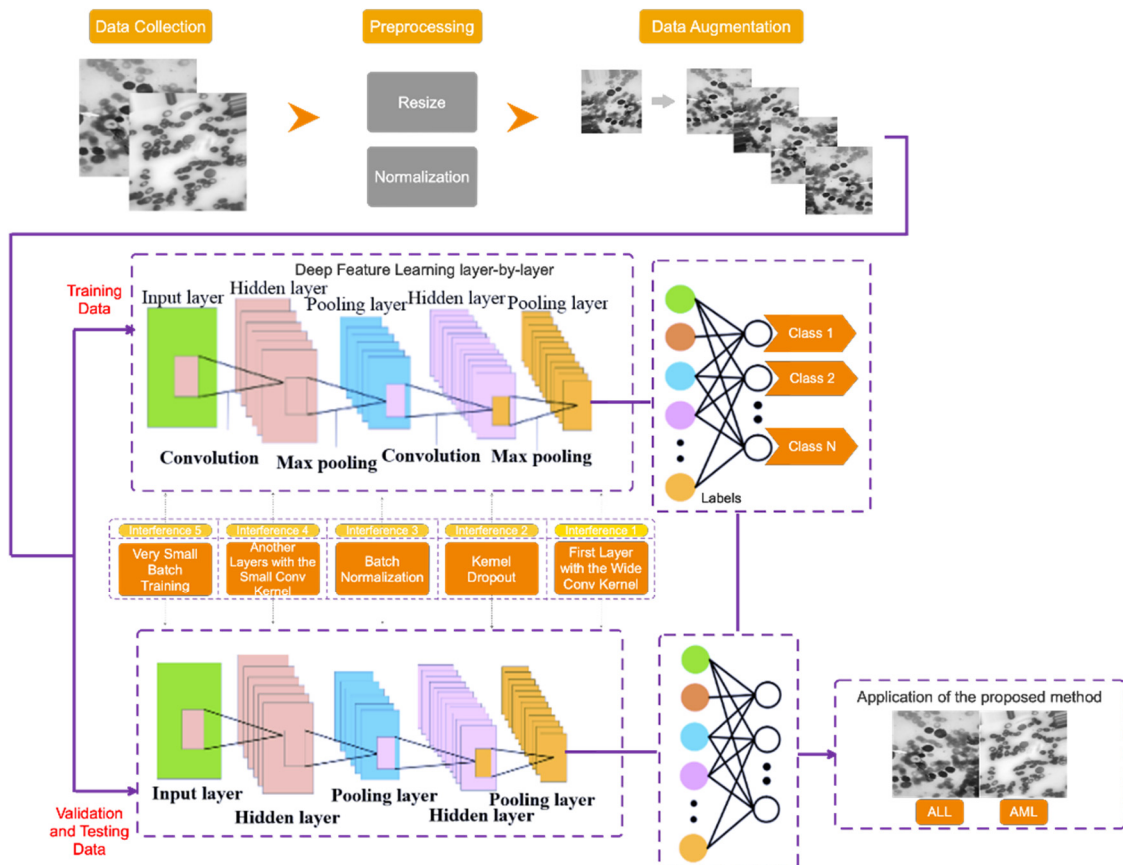 Data Collection
Preprocessing
Data Augmentation
Resize
Normalization
Deep Feature Learning layer-by-layer
Training
Data
Input layer
Hidden layer
Pooling layer
Hidden layer
Pooling layer
Convolution
Max pooling
Convolution
Max pooling
Class 1
Class 2
Class N
Labels
Interference 5
Interference 4
Interference 3
Interference 2
Interference 1
Very Small
Batch
Training
Another
Layers with the
Small Conv
Kernel
Batch
Normalization
Kernel
Dropout
First Layer
with the Wide
Conv Kernel
Validation
and Testing
Data
Input layer
Hidden layer
Pooling layer
Hidden layer
Pooling layer
Application of the proposed method
ALL
AML